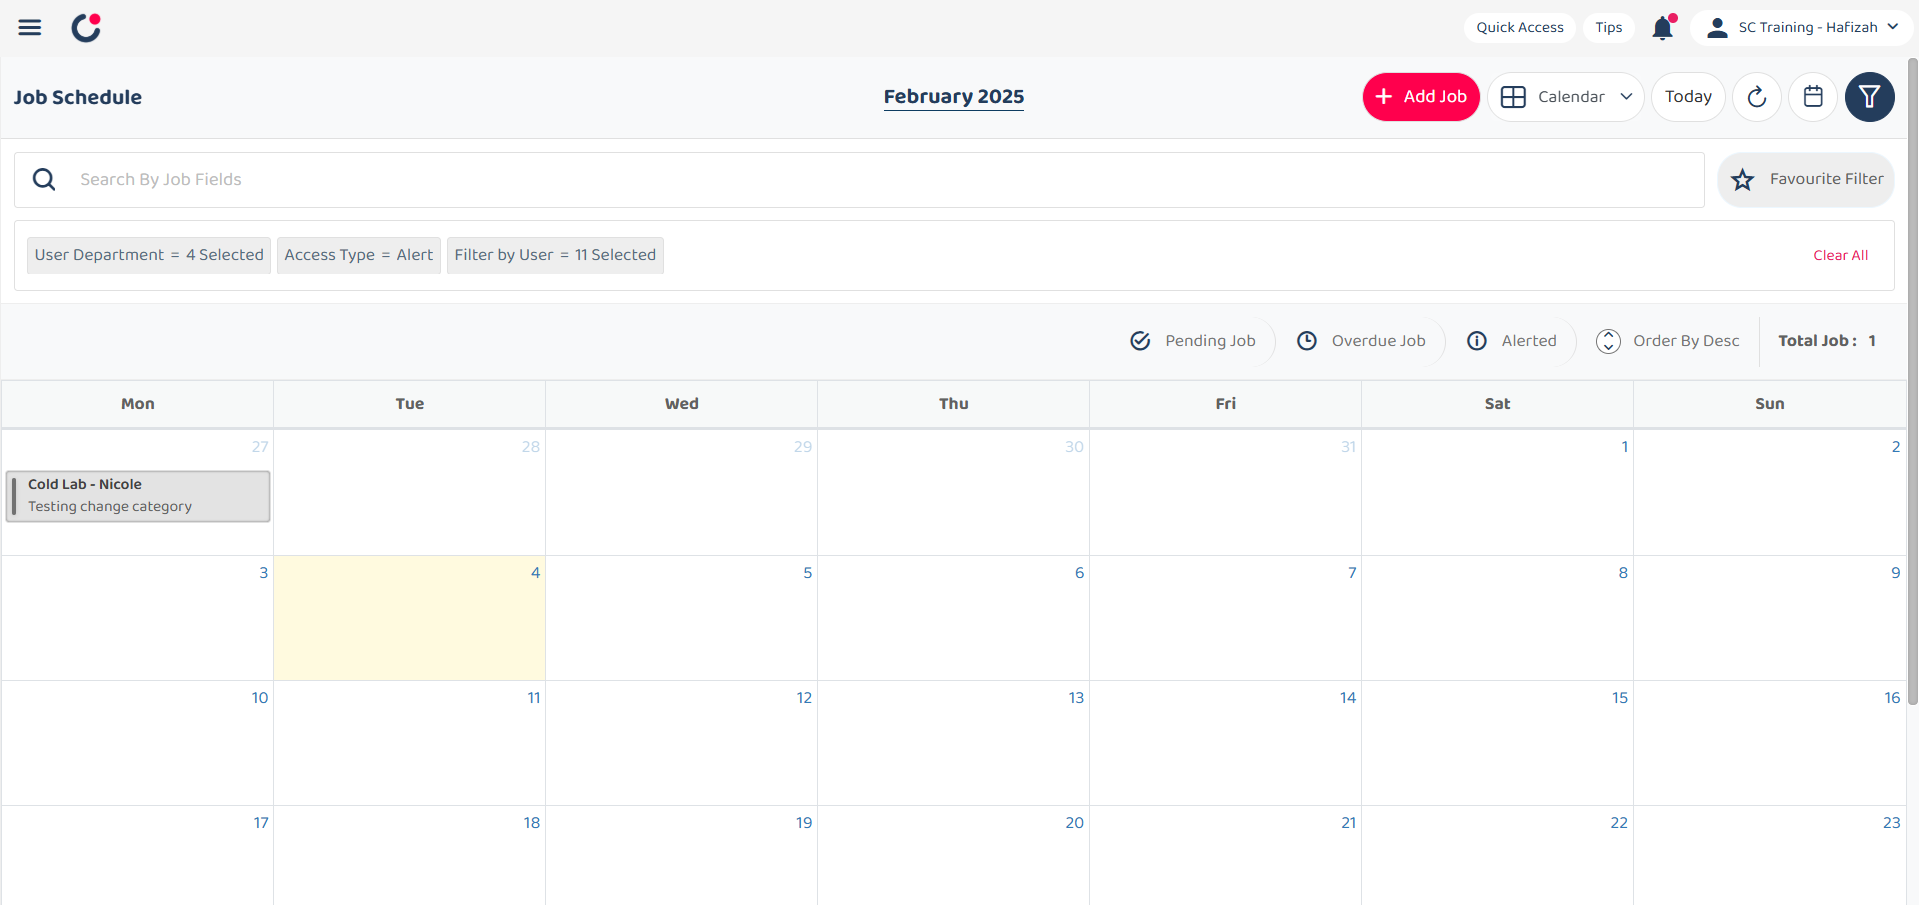 Quick Access Tips SC Training - Hafizah
Job Schedule February 2025 Add Job Calendar Today
Search By Job Fields Favourite Filter
User Department = 4 Selected Access Type = Alert Filter by User = 11 Selected Clear All
Pending Job Overdue Job Alerted Order By Desc Total Job : 1
Mon Tue Wed Thu Fri Sat Sun
27 28 29 30 31 1 2
Cold Lab - Nicole
Testing change category
3 4 5 6 7 8 9
10 11 12 13 14 15 16
17 18 19 20 21 22 23